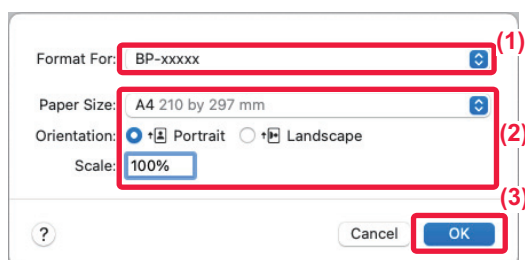 (1)
Format For: BP-xxxxx
Paper Size: A4 210 by 297 mm
Orientation: Portrait Landscape
(2)
Scale: 100%
(3)
? Cancel OK